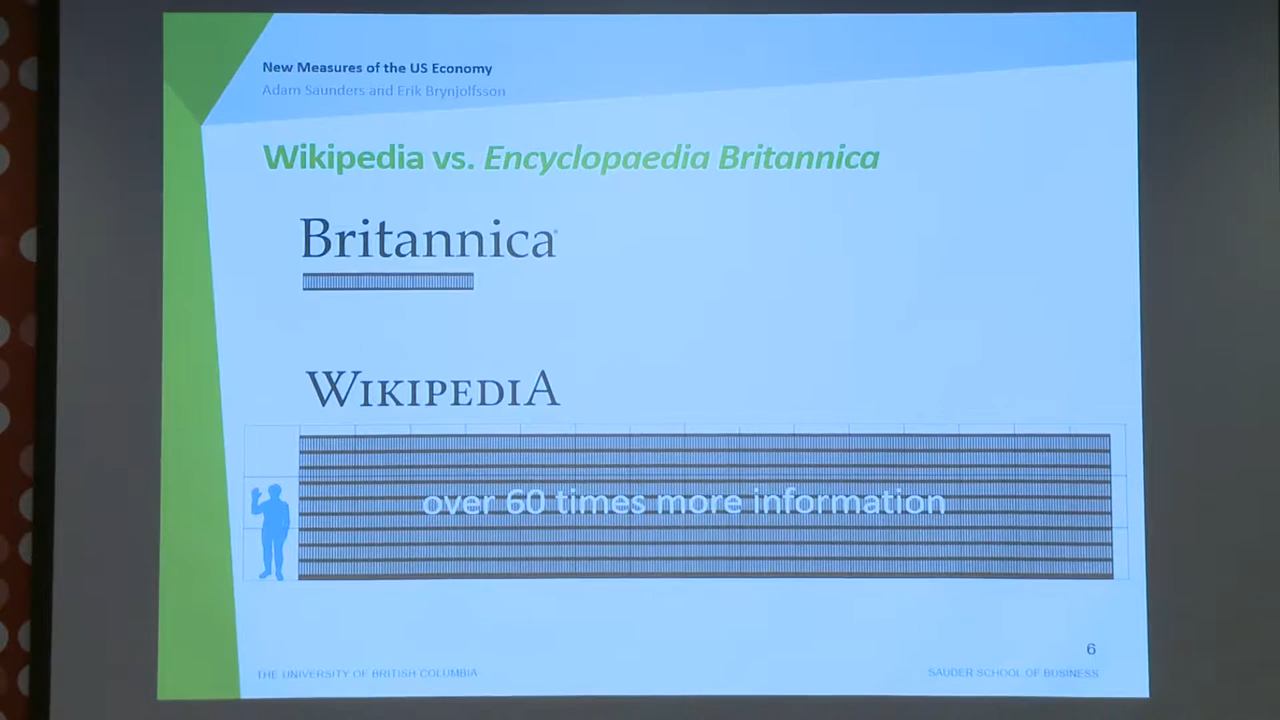 New Measures of the US Economy
Adam Saunders and Erik Brynjolfsson
Wikipedia vs. Encyclopaedia Britannica
Britannica
WIKIPEDIA
over 60 times more information
6
THE UNIVERSITY OF BRITISH COLUMBIA
SAUDER SCHOOL OF BUSINESS